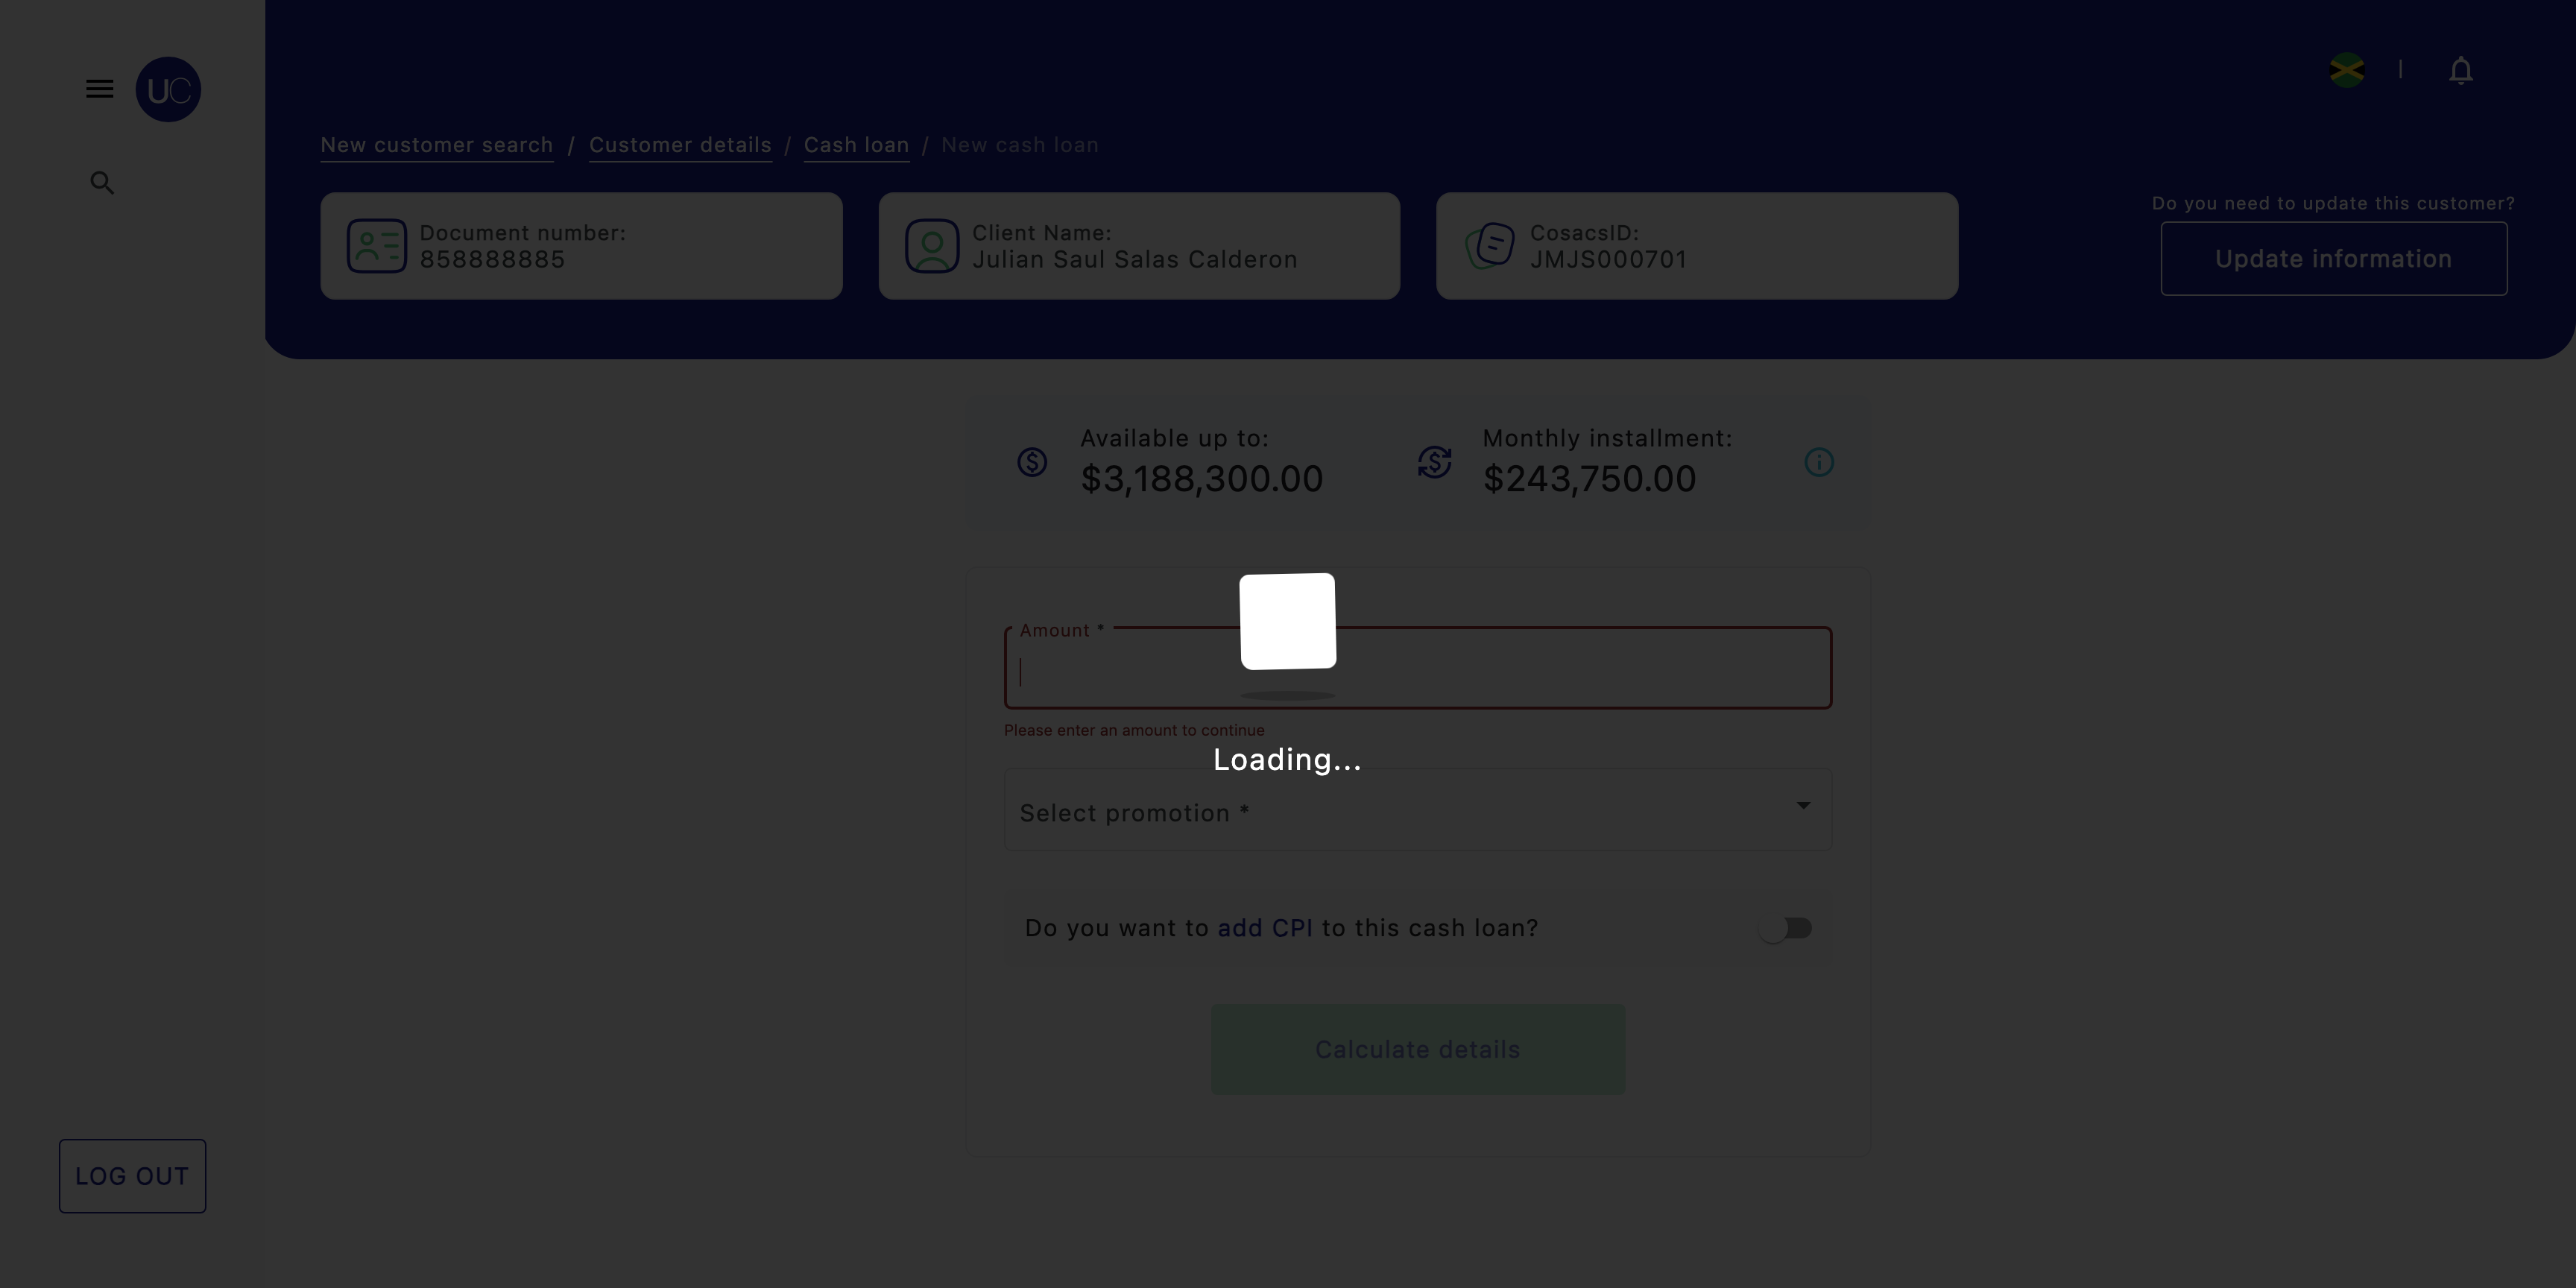 UC
New customer search / Customer details / Cash loan / New cash loan
Document number:
858888885
Client Name:
Julian Saul Salas Calderon
CosacsID:
JMJS000701
Do you need to update this customer?
Update information
Available up to:
$3,188,300.00
Monthly installment:
$243,750.00
Amount *
Please enter an amount to continue
Loading...
Select promotion *
Do you want to add CPI to this cash loan?
Calculate details
LOG OUT